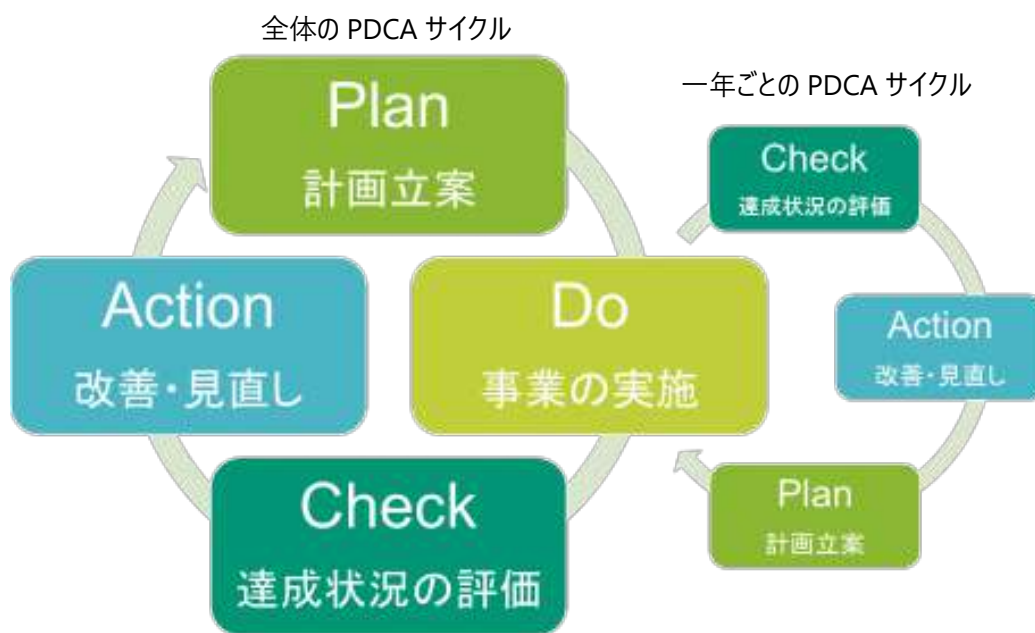 全体の PDCA サイクル
Plan
計画立案
Action
改善・見直し
Do
事業の実施
Check
達成状況の評価
一年ごとの PDCA サイクル
Check
達成状況の評価
Action
改善・見直し
Plan
計画立案